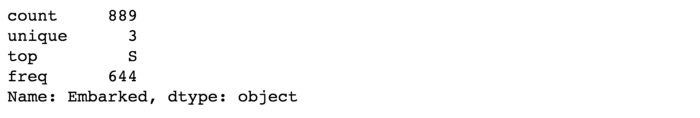 count     889
unique      3
top         S
freq      644
Name: Embarked, dtype: object